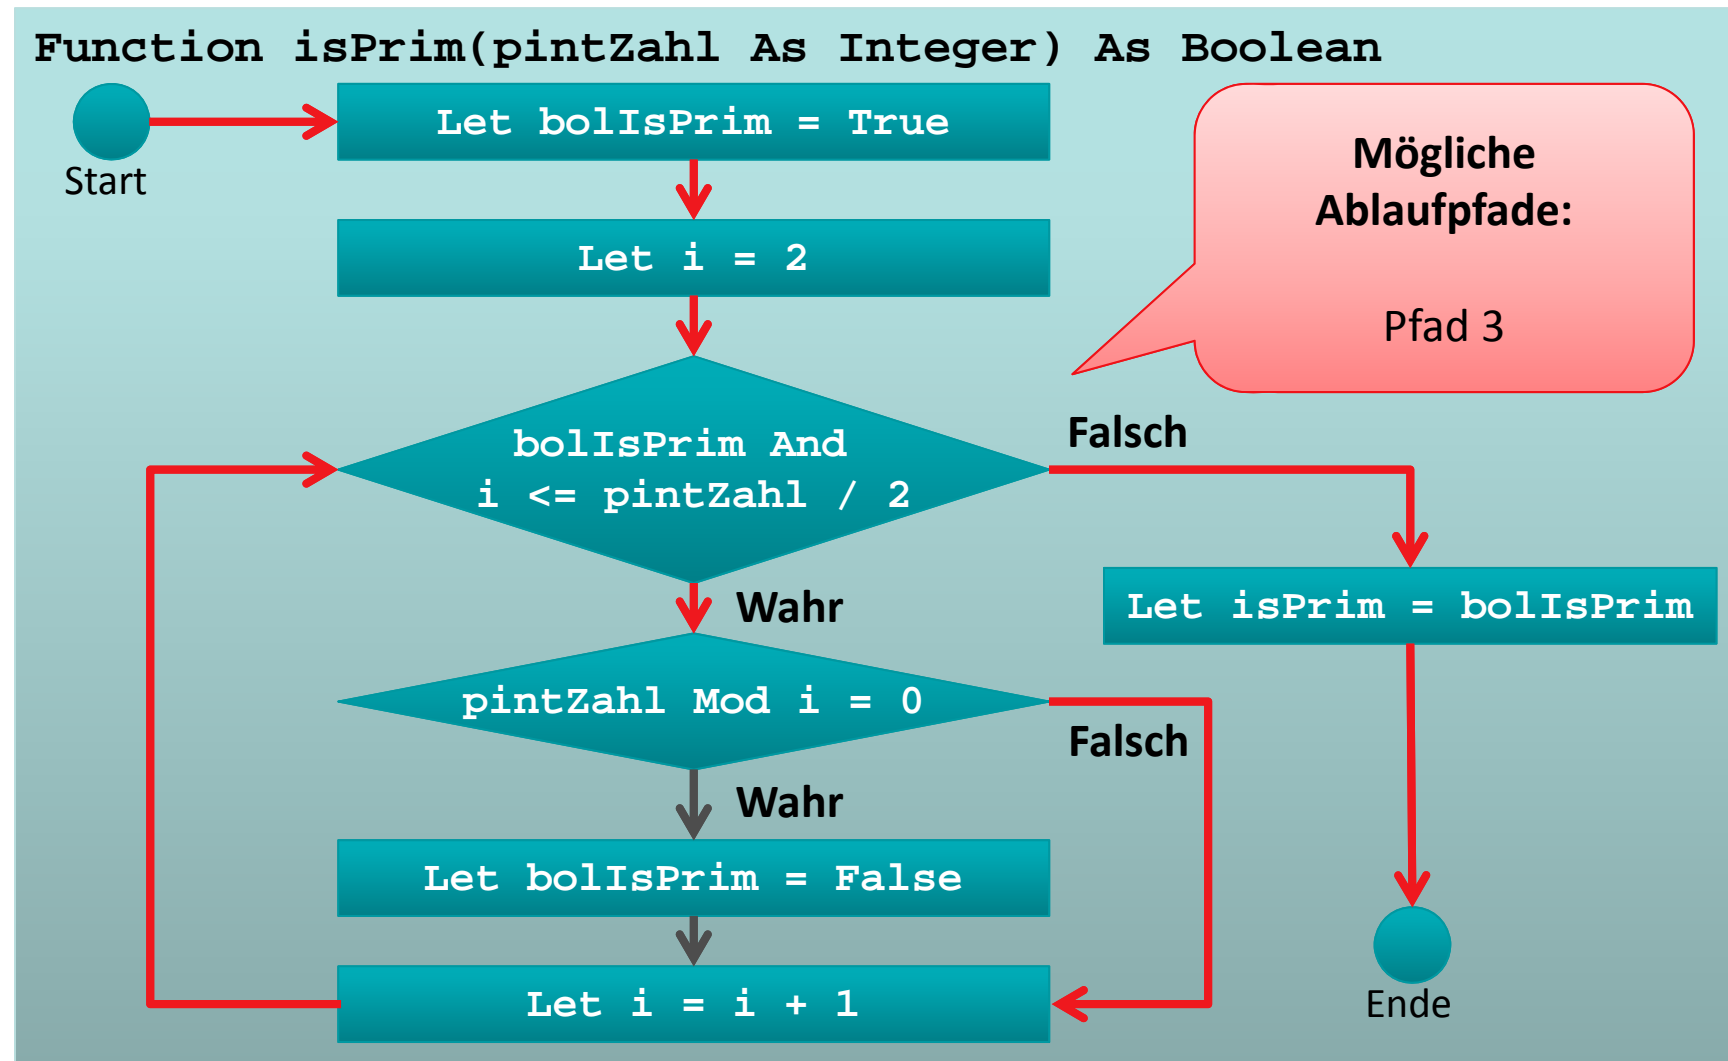 Function isPrim(pintZahl As Integer) As Boolean
Start
Let bolIsPrim = True
Let i = 2
Mögliche
Ablaufpfade:
Pfad 3
bolIsPrim And
i <= pintZahl / 2
Falsch
Wahr
Let isPrim = bolIsPrim
pintZahl Mod i = 0
Falsch
Wahr
Let bolIsPrim = False
Let i = i + 1
Ende